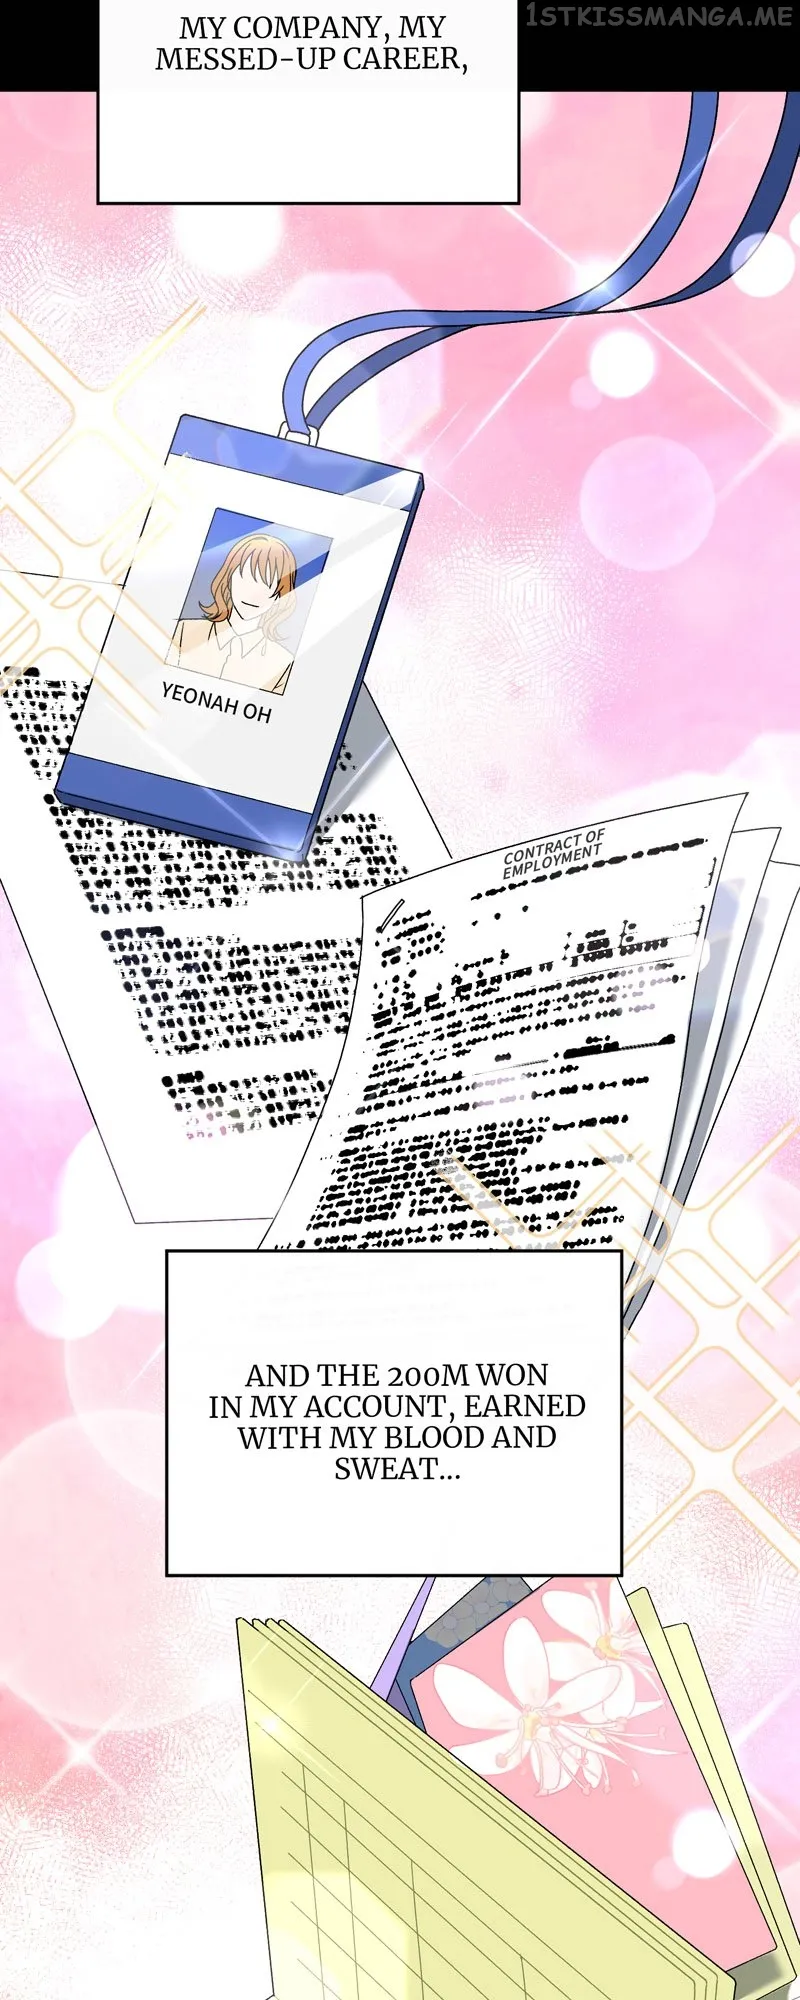 1STKISSMANGA.ME
MY COMPANY, MY
MESSED-UP CAREER,
YEONAH OH
CONTRACT OF
EMPLOYMENT
AND THE 200M WON
IN MY ACCOUNT, EARNED
WITH MY BLOOD AND
SWEAT...